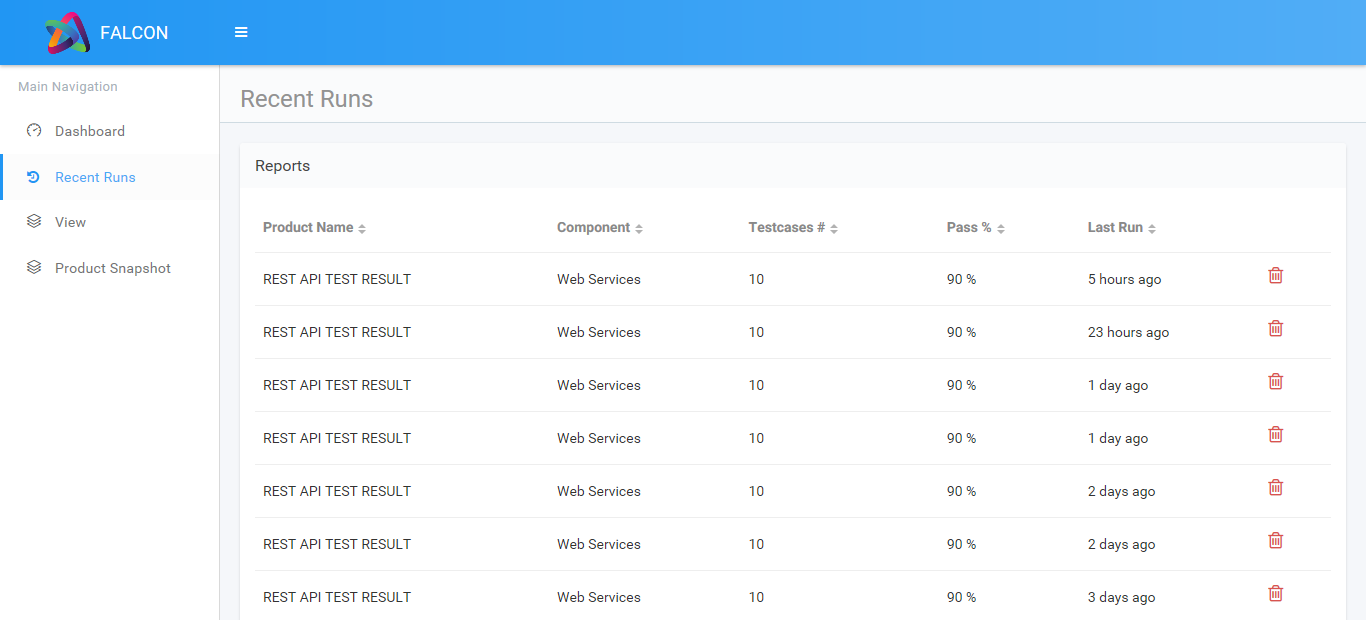 FALCON
Main Navigation
Dashboard
Recent Runs
View
Product Snapshot
Recent Runs
Reports
Product Name Component Testcases # Pass % Last Run
REST API TEST RESULT Web Services 10 90 % 5 hours ago
REST API TEST RESULT Web Services 10 90 % 23 hours ago
REST API TEST RESULT Web Services 10 90 % 1 day ago
REST API TEST RESULT Web Services 10 90 % 1 day ago
REST API TEST RESULT Web Services 10 90 % 2 days ago
REST API TEST RESULT Web Services 10 90 % 2 days ago
REST API TEST RESULT Web Services 10 90 % 3 days ago